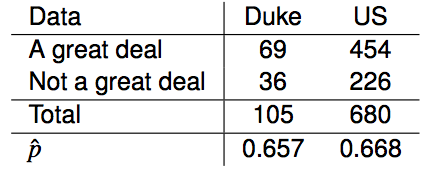 Data Duke US
A great deal 69 454
Not a great deal 36 226
Total 105 680
p̂ 0.657 0.668